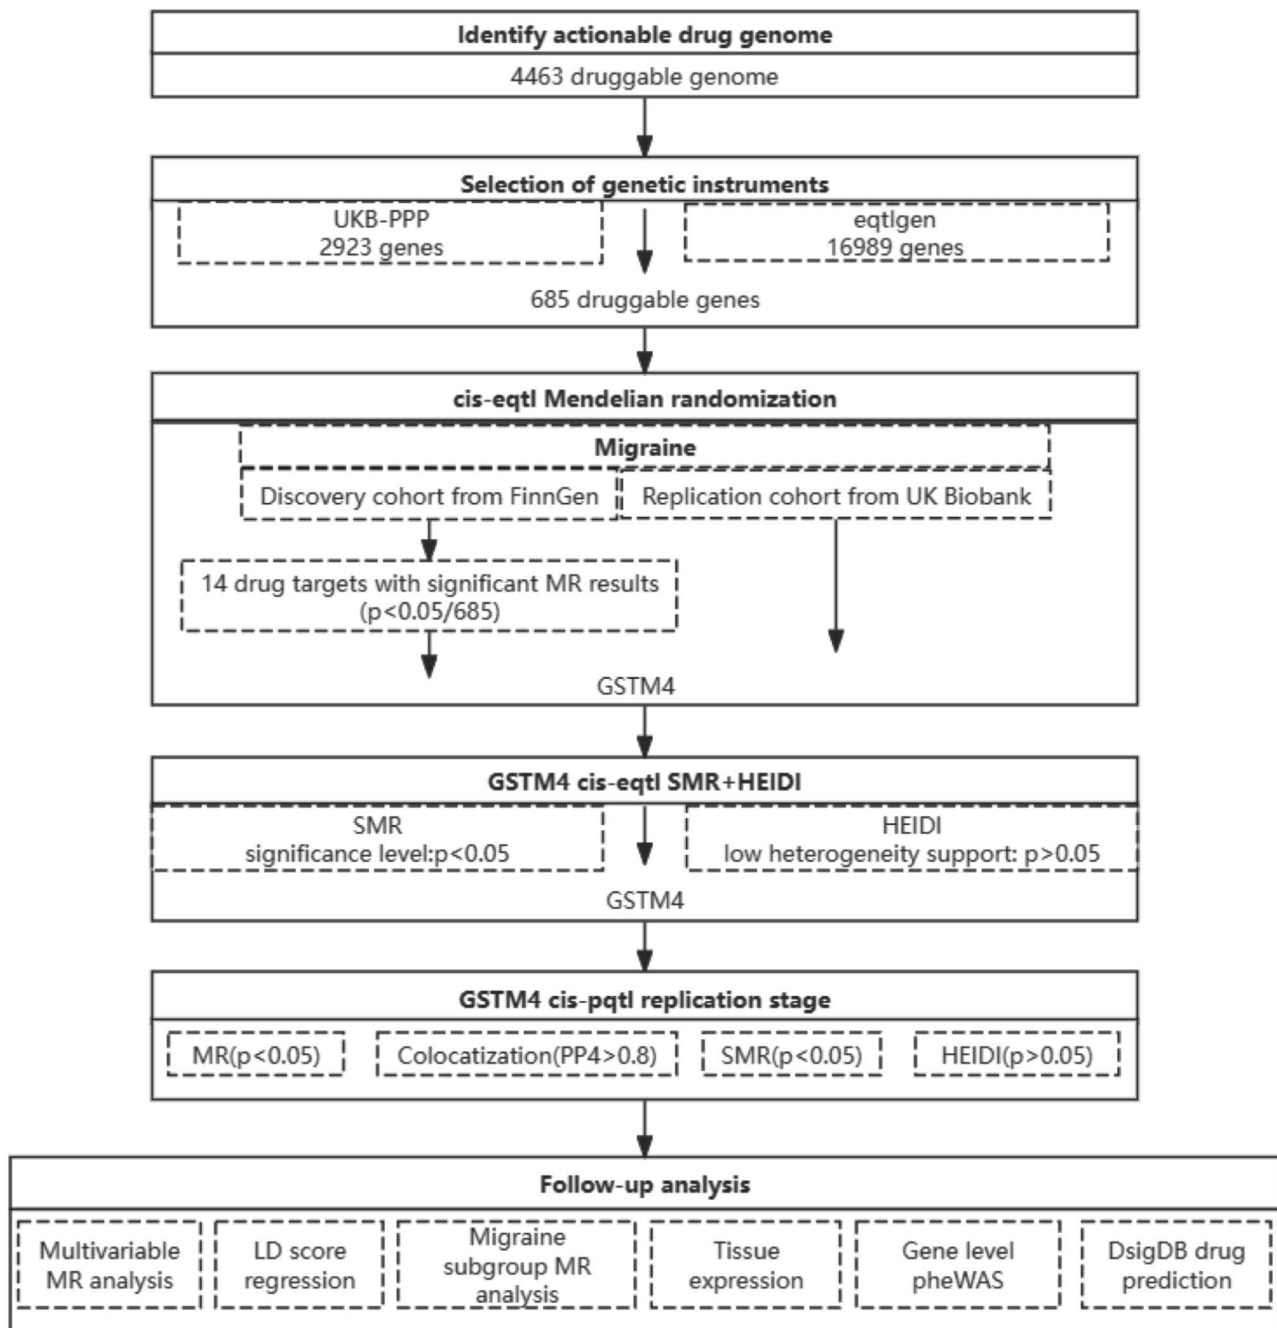 Identify actionable drug genome
4463 druggable genome
Selection of genetic instruments
UKB-PPP
2923 genes
eqtlgen
16989 genes
685 druggable genes
cis-eqtl Mendelian randomization
Migraine
Discovery cohort from FinnGen
Replication cohort from UK Biobank
14 drug targets with significant MR results
(p<0.05/685)
GSTM4
GSTM4 cis-eqtl SMR+HEIDI
SMR
significance level:p<0.05
HEIDI
low heterogeneity support: p>0.05
GSTM4
GSTM4 cis-pqtl replication stage
MR(p<0.05)
Colocatization(PP4>0.8)
SMR(p<0.05)
HEIDI(p>0.05)
Follow-up analysis
Multivariable
MR analysis
LD score
regression
Migraine
subgroup MR
analysis
Tissue
expression
Gene level
pheWAS
DsigDB drug
prediction